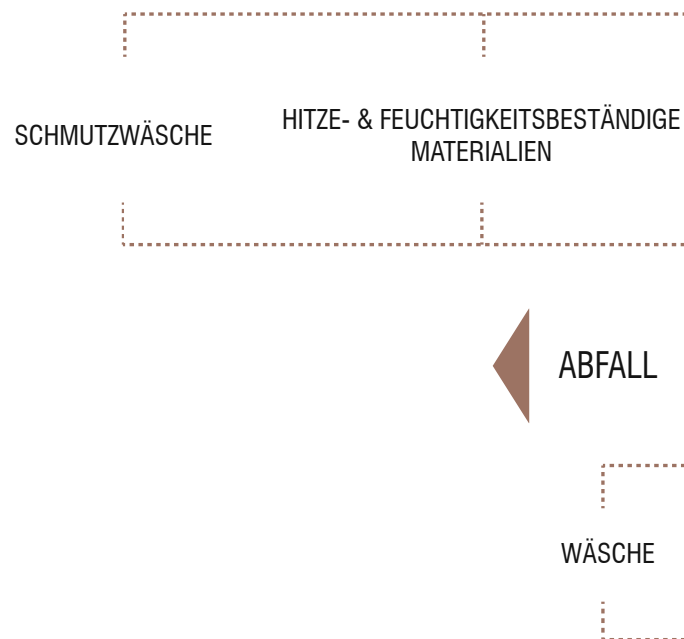 SCHMUTZWÄSCHE
HITZE- & FEUCHTIGKEITSBESTÄNDIGE
MATERIALIEN
ABFALL
WÄSCHE